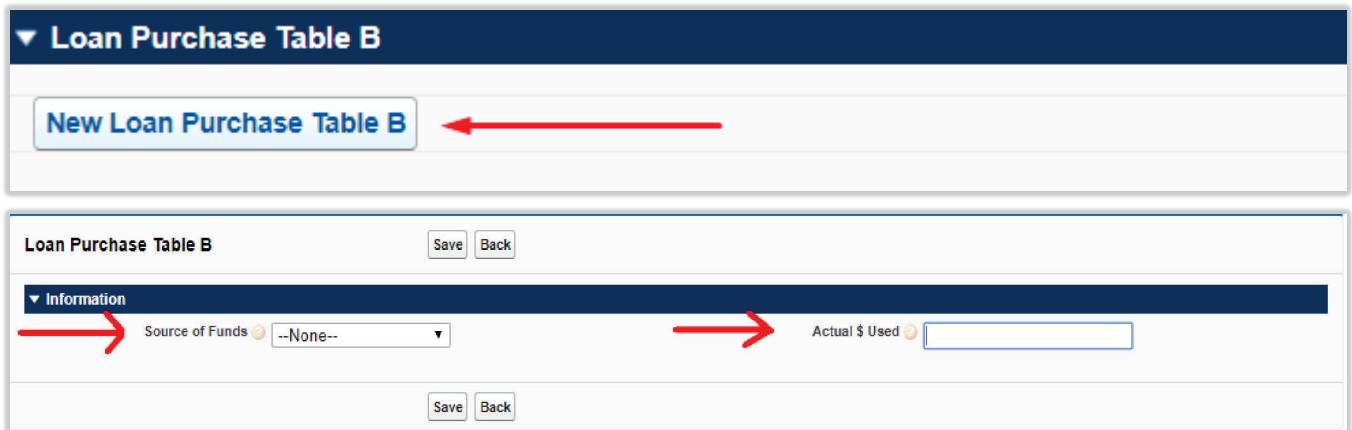 Loan Purchase Table B
New Loan Purchase Table B
Loan Purchase Table B Save Back
Information
Source of Funds ? --None-- Actual $ Used ?
Save Back